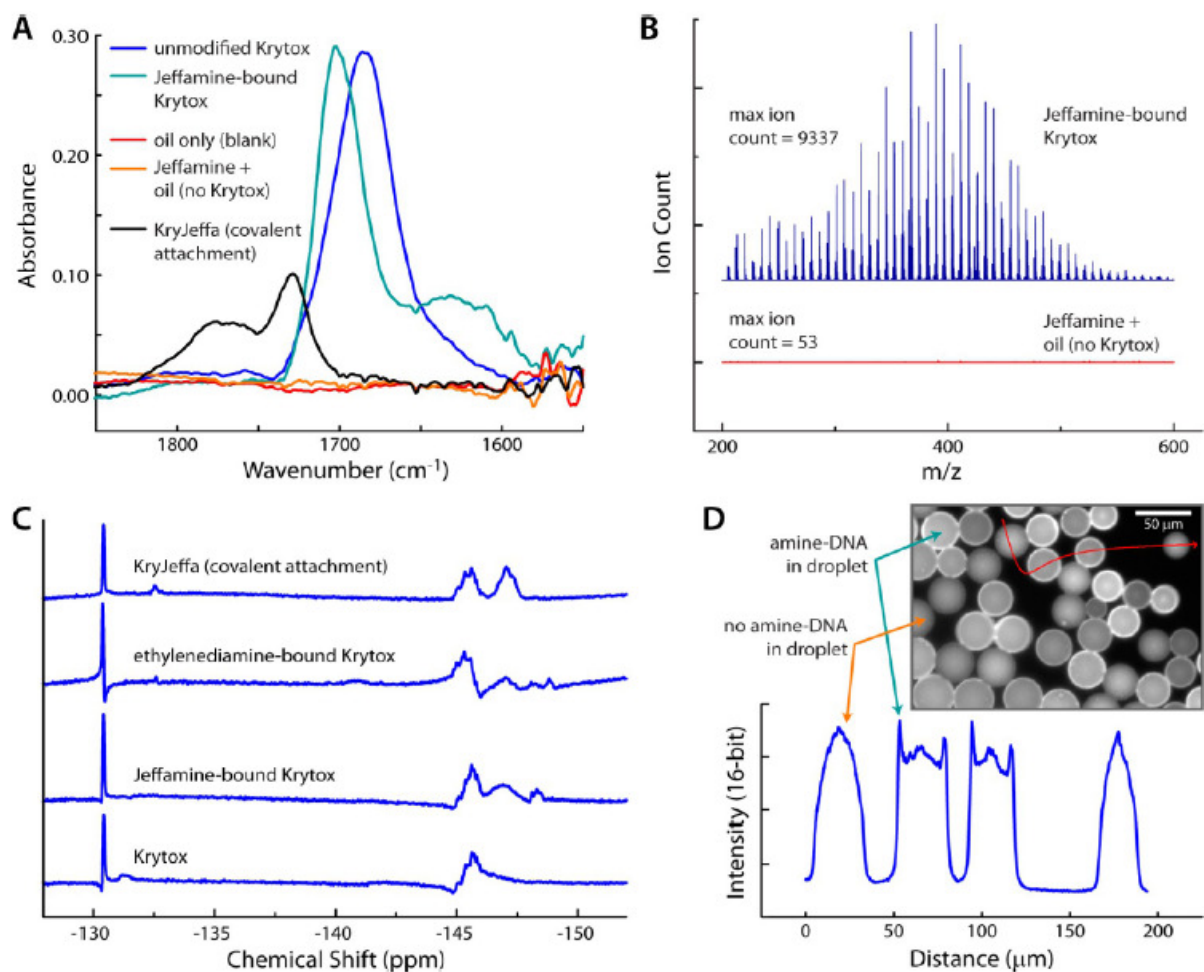 A
0.30
0.20
0.10
0.00
Absorbance
unmodified Krytox
Jeffamine-bound
Krytox
oil only (blank)
Jeffamine +
oil (no Krytox)
KryJeffa (covalent
attachment)
1800
1700
1600
Wavenumber (cm⁻¹)
B
Ion Count
max ion
count = 9337
Jeffamine-bound
Krytox
max ion
count = 53
Jeffamine +
oil (no Krytox)
200
400
600
m/z
C
KryJeffa (covalent attachment)
ethylenediamine-bound Krytox
Jeffamine-bound Krytox
Krytox
-130
-135
-140
-145
-150
Chemical Shift (ppm)
D
50 μm
amine-DNA
in droplet
no amine-DNA
in droplet
Intensity (16-bit)
0
50
100
150
200
Distance (μm)